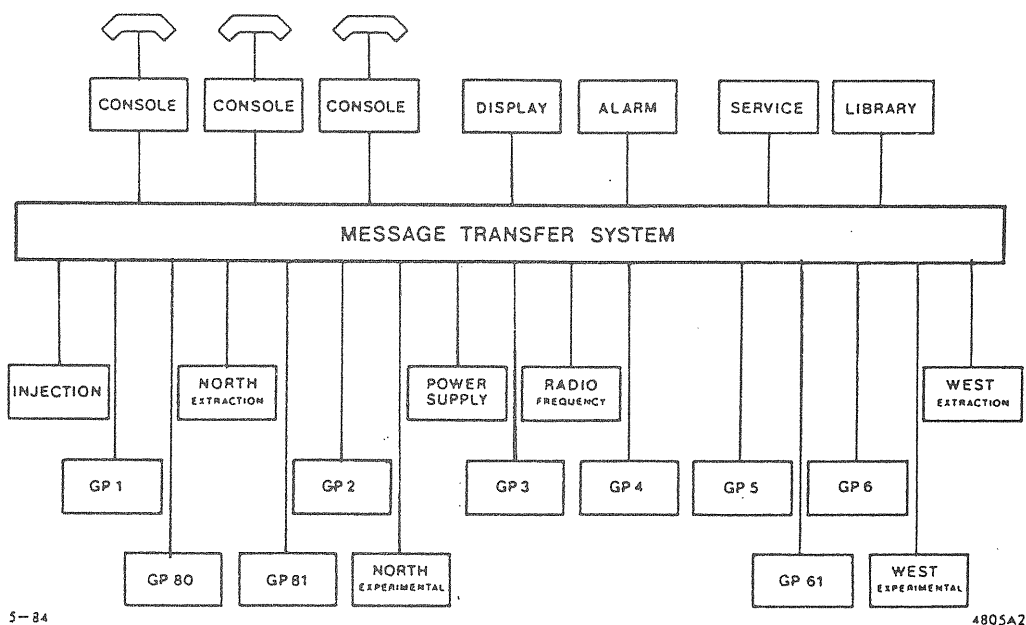 CONSOLE CONSOLE CONSOLE DISPLAY ALARM SERVICE LIBRARY
MESSAGE TRANSFER SYSTEM
INJECTION
NORTH
EXTRACTION
POWER
SUPPLY
RADIO
FREQUENCY
WEST
EXTRACTION
GP 1 GP 2 GP 3 GP 4 GP 5 GP 6
GP 80 GP 81
NORTH
EXPERIMENTAL
GP 61
WEST
EXPERIMENTAL
5-84
4805A2